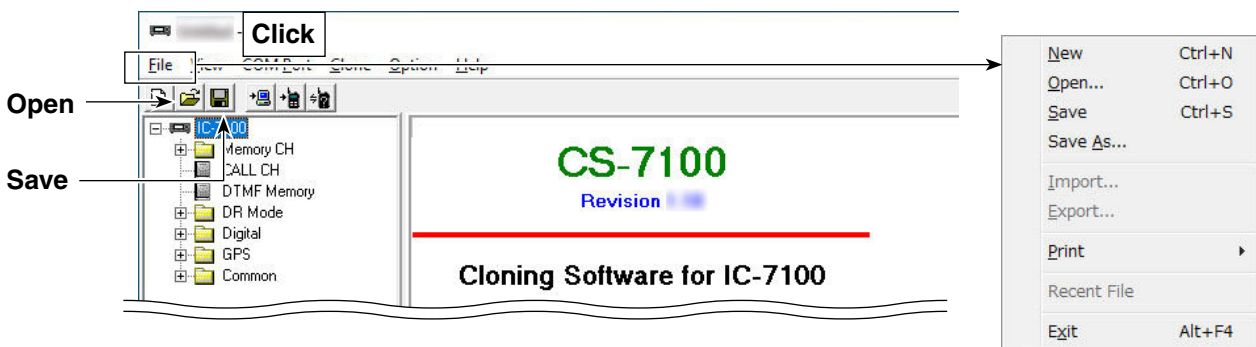 Click
File View COM Port Clone Option Help
Open
Save
IC-7100
Memory CH
CALL CH
DTMF Memory
DR Mode
Digital
GPS
Common
CS-7100
Revision
Cloning Software for IC-7100
New Ctrl+N
Open... Ctrl+O
Save Ctrl+S
Save As...
Import...
Export...
Print
Recent File
Exit Alt+F4